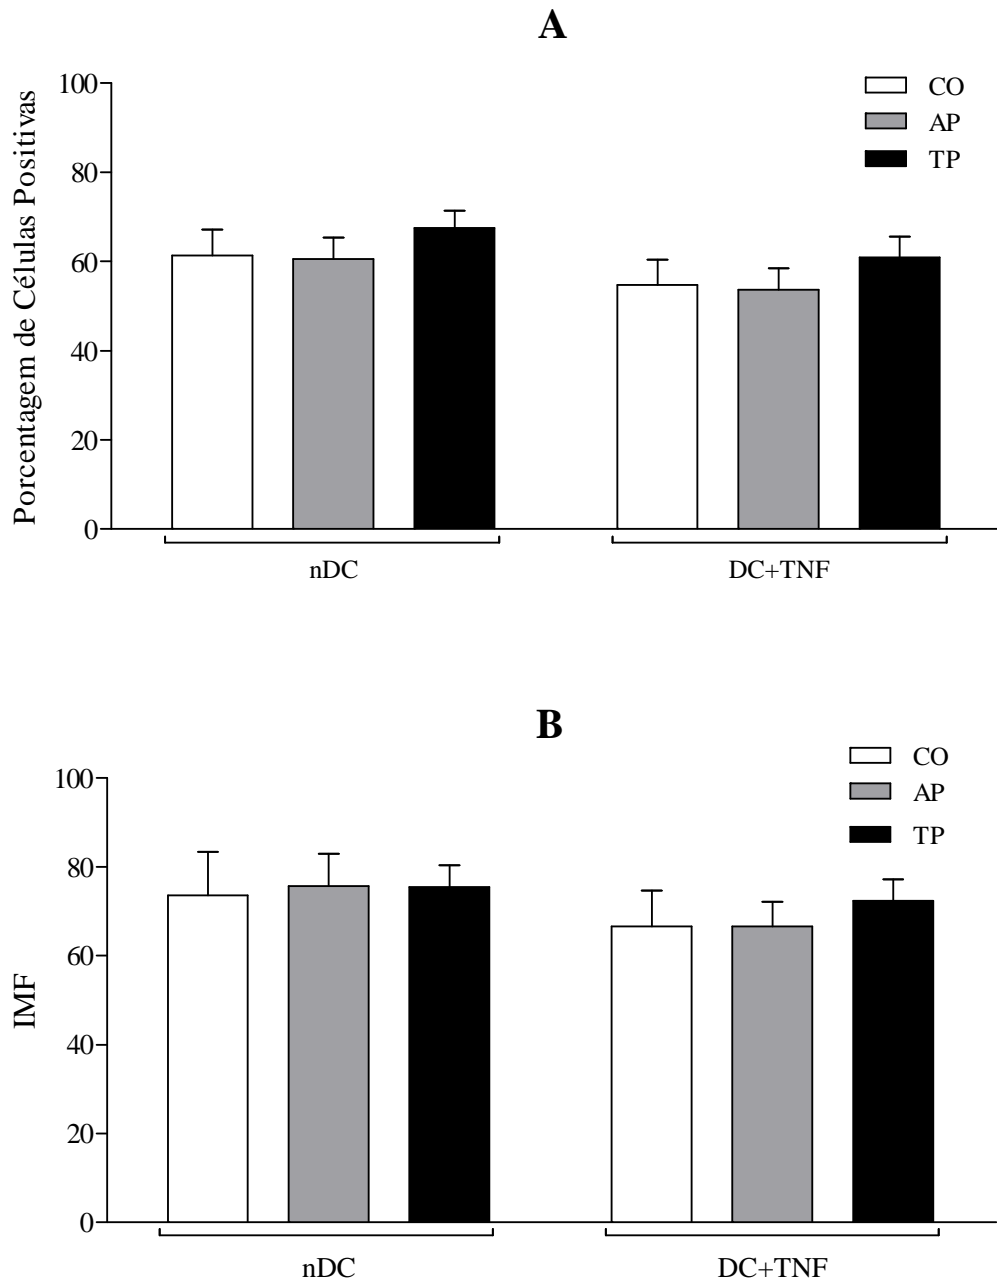 A
Porcentagem de Células Positivas
100
80
60
40
20
0
CO
AP
TP
nDC
DC+TNF
B
IMF
100
80
60
40
20
0
CO
AP
TP
nDC
DC+TNF